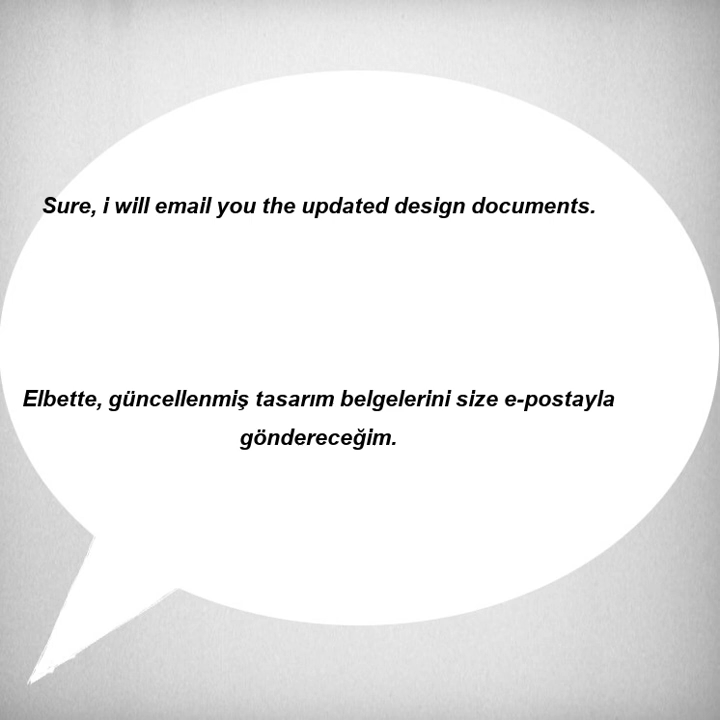 Sure, i will email you the updated design documents.
Elbette, güncellenmiş tasarım belgelerini size e-postayla
göndereceğim.